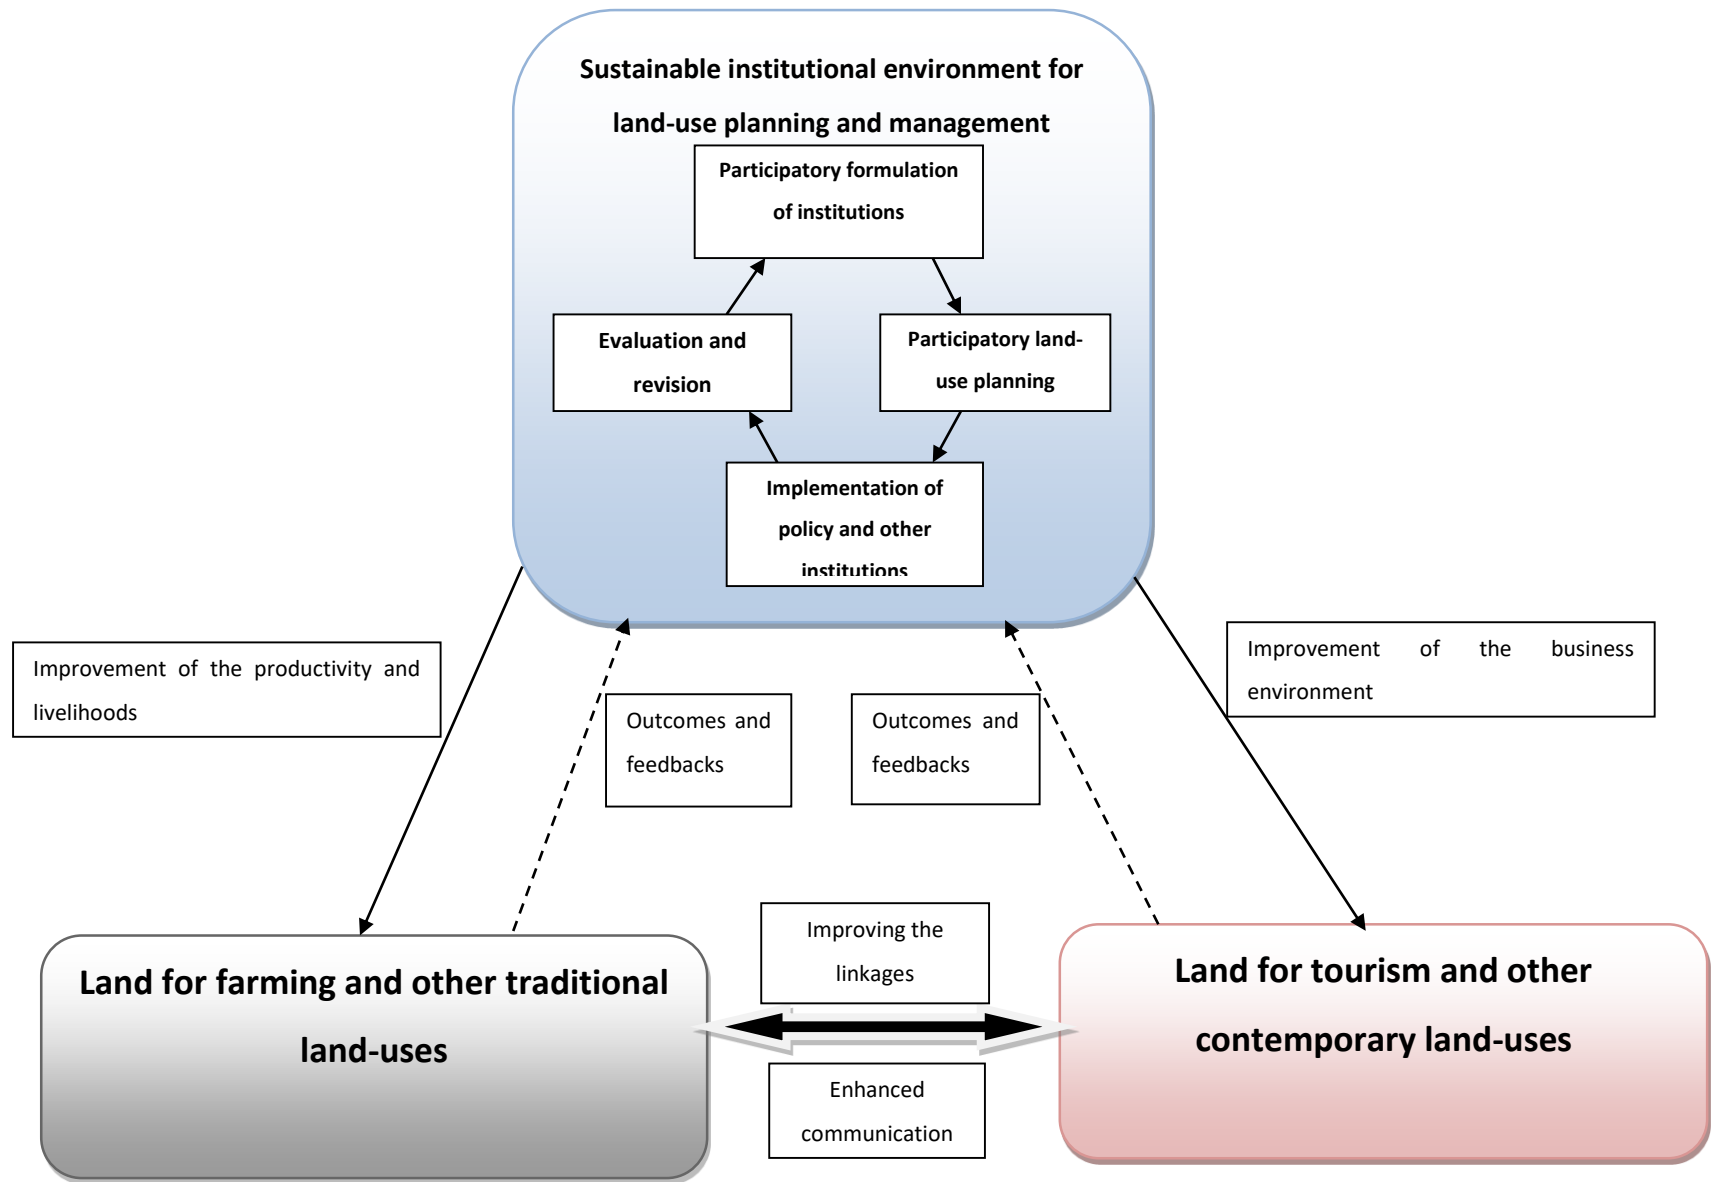 Sustainable institutional environment for
land-use planning and management
Participatory formulation
of institutions
Evaluation and
revision
Participatory land-
use planning
Implementation of
policy and other
institutions
Improvement of the productivity and
livelihoods
Improvement of the business
environment
Outcomes and
feedbacks
Outcomes and
feedbacks
Improving the
linkages
Land for farming and other traditional
land-uses
Land for tourism and other
contemporary land-uses
Enhanced
communication